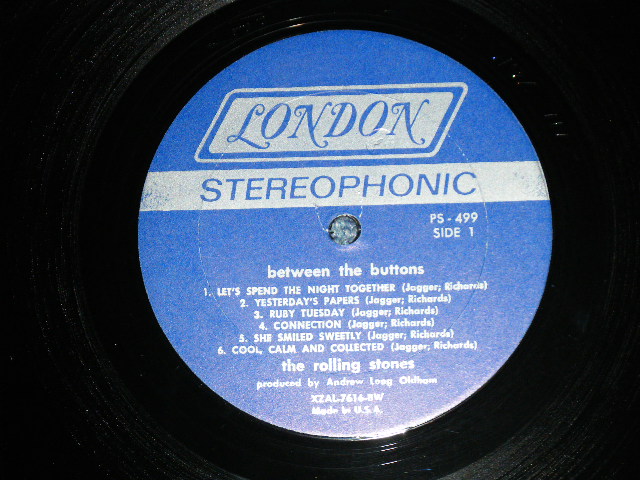 LONDON
STEREOPHONIC
PS - 499
SIDE 1
between the buttons
1. LET'S SPEND THE NIGHT TOGETHER (Jagger; Richards)
2. YESTERDAY'S PAPERS (Jagger; Richards)
3. RUBY TUESDAY (Jagger; Richards)
4. CONNECTION (Jagger; Richards)
5. SHE SMILED SWEETLY (Jagger; Richards)
6. COOL, CALM AND COLLECTED (Jagger; Richards)
the rolling stones
produced by Andrew Loog Oldham
XZAL-7616-BW
Made in U.S.A.